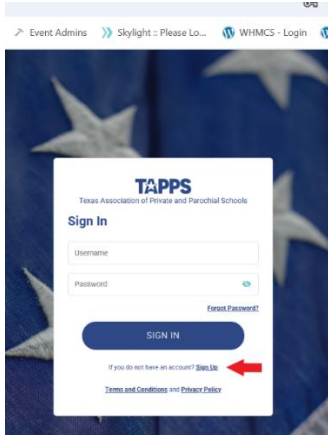 Event Admins Skylight :: Please Lo... WHMCS - Login
TAPPS
Texas Association of Private and Parochial Schools
Sign In
Username
Password
Forgot Password?
SIGN IN
If you do not have an account? Sign Up
Terms and Conditions and Privacy Policy